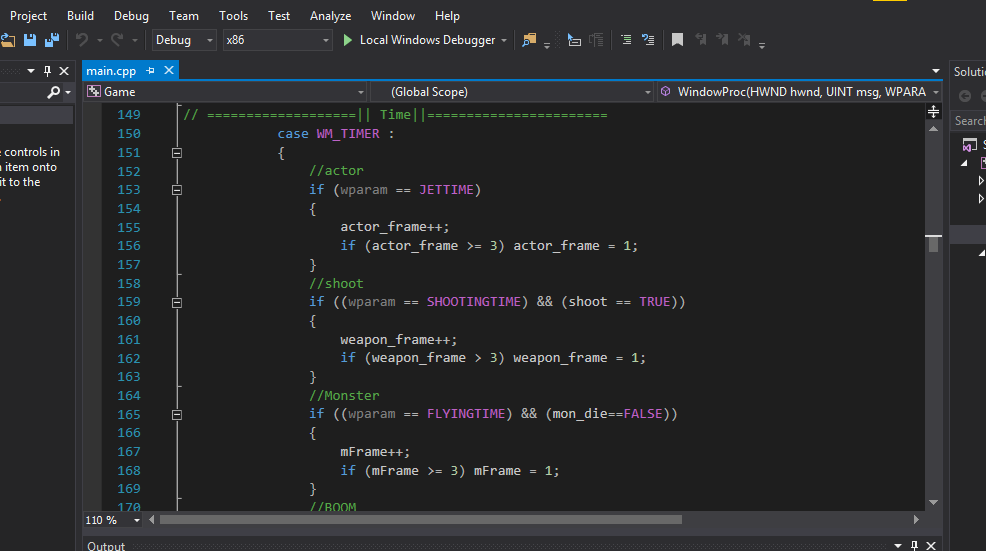 Project Build Debug Team Tools Test Analyze Window Help
Debug x86 Local Windows Debugger
main.cpp
Solutio
Game (Global Scope) WindowProc(HWND hwnd, UINT msg, WPARA
Search
149 // ===================|| Time||=======================
150 case WM_TIMER :
151 {
152 //actor
153 if (wparam == JETTIME)
154 {
155 actor_frame++;
156 if (actor_frame >= 3) actor_frame = 1;
157 }
158 //shoot
159 if ((wparam == SHOOTINGTIME) && (shoot == TRUE))
160 {
161 weapon_frame++;
162 if (weapon_frame > 3) weapon_frame = 1;
163 }
164 //Monster
165 if ((wparam == FLYINGTIME) && (mon_die==FALSE))
166 {
167 mFrame++;
168 if (mFrame >= 3) mFrame = 1;
169 }
170 //BOOM
controls in
item onto
it to the
110 %
Output